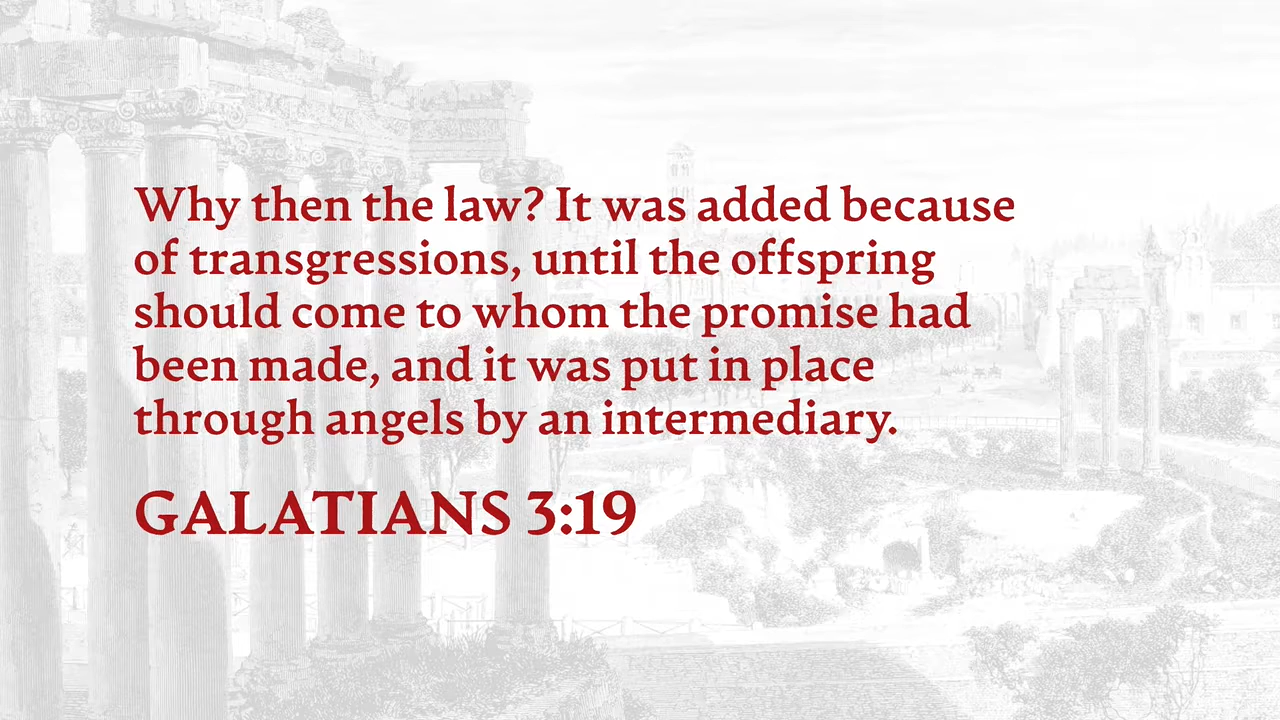 Why then the law? It was added because
of transgressions, until the offspring
should come to whom the promise had
been made, and it was put in place
through angels by an intermediary.
GALATIANS 3:19